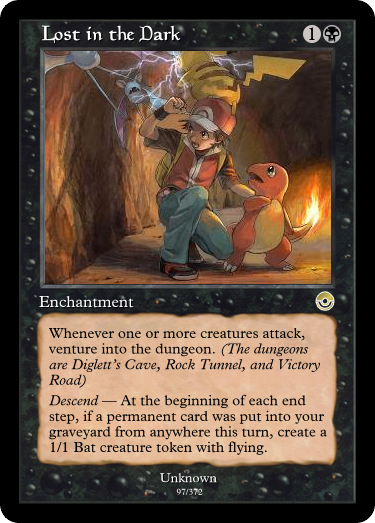 Lost in the Dark 1
Enchantment
Whenever one or more creatures attack,
venture into the dungeon. (The dungeons
are Diglett's Cave, Rock Tunnel, and Victory
Road)
Descend — At the beginning of each end
step, if a permanent card was put into your
graveyard from anywhere this turn, create a
1/1 Bat creature token with flying.
Unknown
97/372